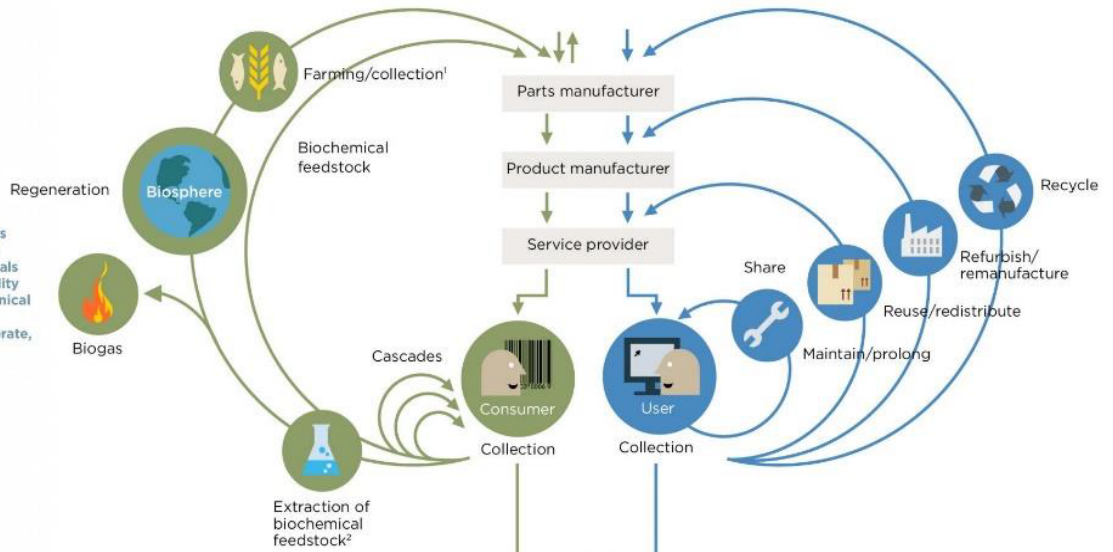 Farming/collection¹
Parts manufacturer
Biochemical
feedstock
Product manufacturer
Regeneration
Biosphere
Recycle
Service provider
Share
Refurbish/
remanufacture
Reuse/redistribute
Biogas
Cascades
Maintain/prolong
Consumer
User
Collection
Collection
Extraction of
biochemical
feedstock²